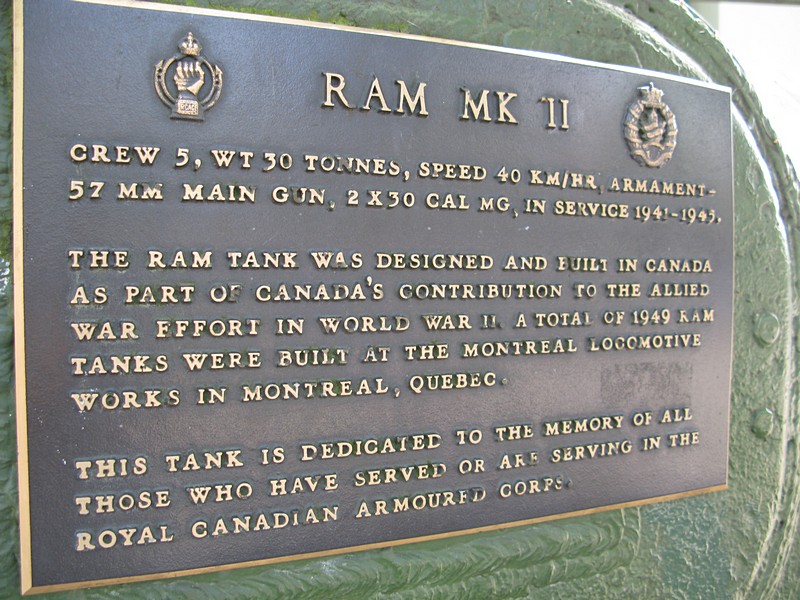 RAM MK II
CREW 5, WT 30 TONNES, SPEED 40 KM/HR, ARMAMENT-
57 MM MAIN GUN, 2 X 30 CAL MG, IN SERVICE 1941-1945.
THE RAM TANK WAS DESIGNED AND BUILT IN CANADA
AS PART OF CANADA'S CONTRIBUTION TO THE ALLIED
WAR EFFORT IN WORLD WAR II. A TOTAL OF 1949 RAM
TANKS WERE BUILT AT THE MONTREAL LOCOMOTIVE
WORKS IN MONTREAL, QUEBEC.
THIS TANK IS DEDICATED TO THE MEMORY OF ALL
THOSE WHO HAVE SERVED OR ARE SERVING IN THE
ROYAL CANADIAN ARMOURED CORPS.